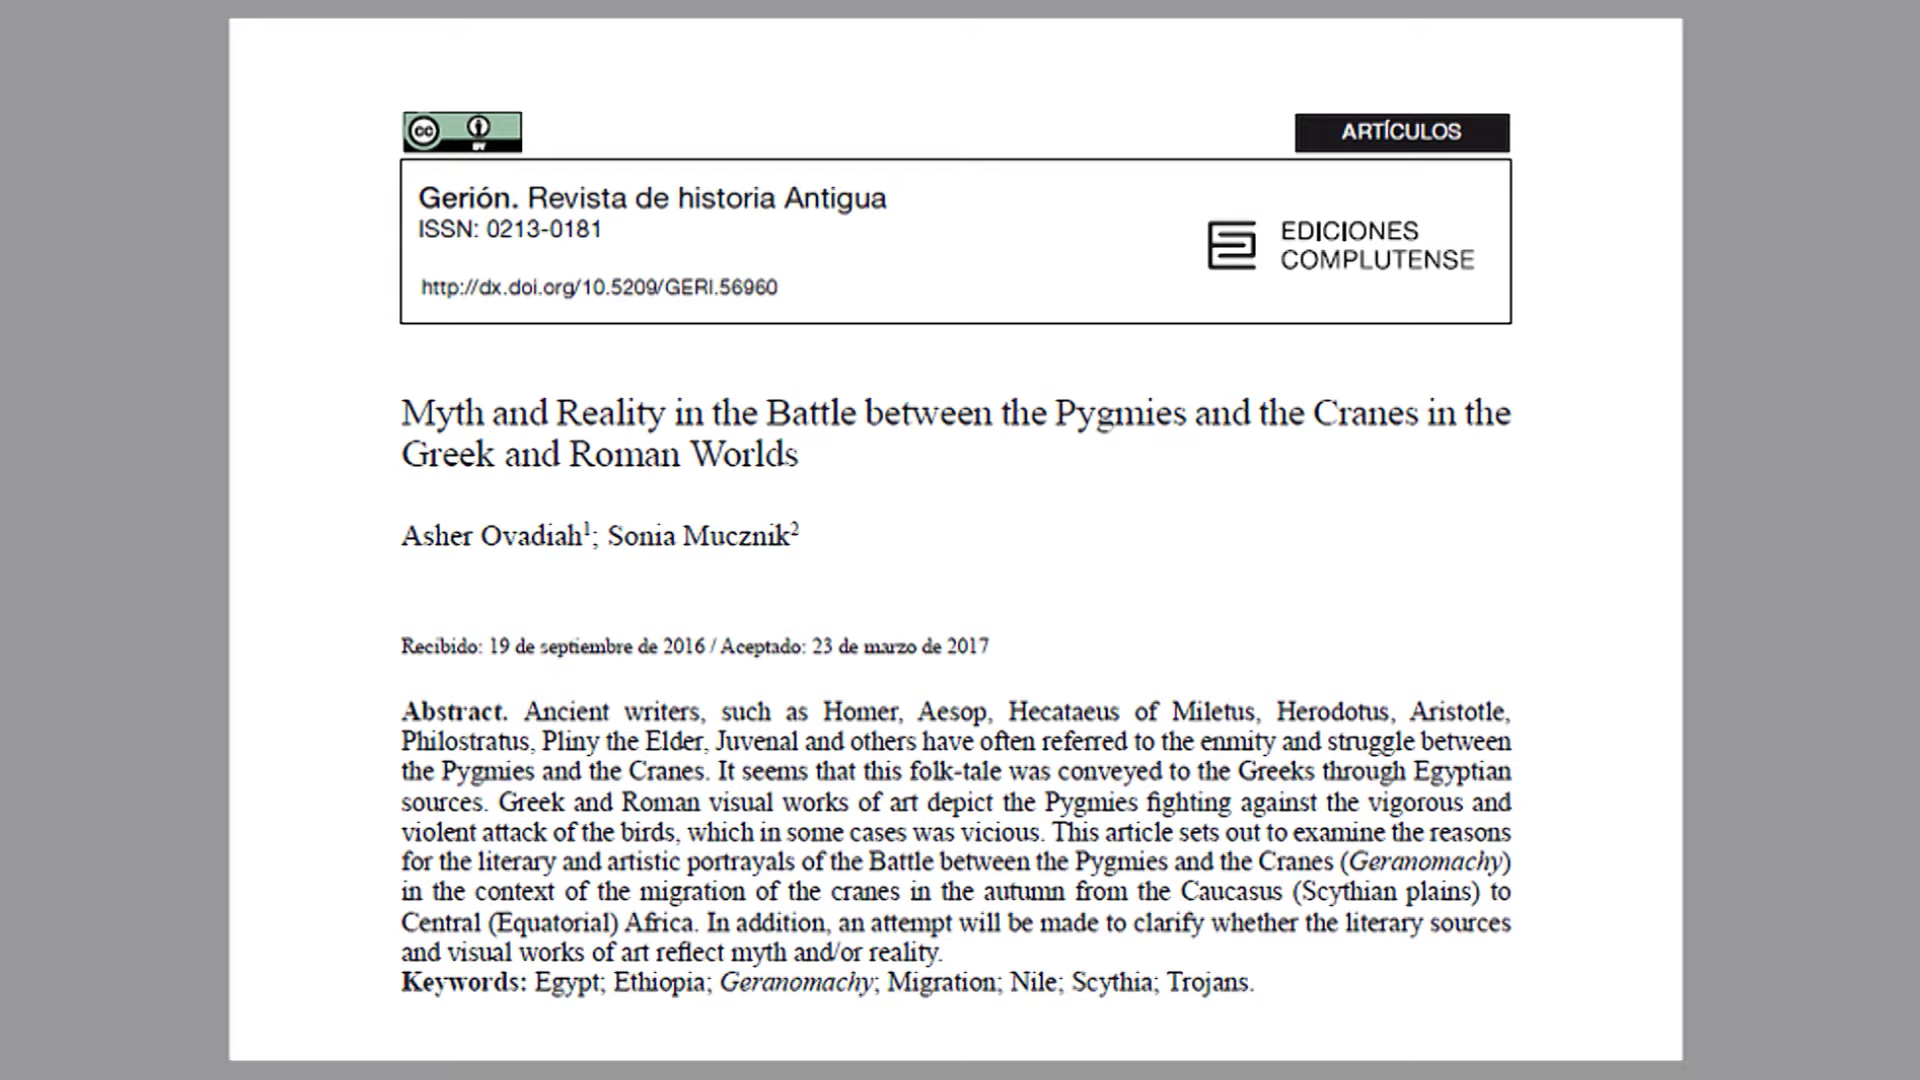 cc
BY
ARTÍCULOS
Gerión. Revista de historia Antigua
ISSN: 0213-0181
EDICIONES
COMPLUTENSE
http://dx.doi.org/10.5209/GERI.56960
Myth and Reality in the Battle between the Pygmies and the Cranes in the
Greek and Roman Worlds
Asher Ovadiah¹; Sonia Mucznik²
Recibido: 19 de septiembre de 2016 / Aceptado: 23 de marzo de 2017
Abstract. Ancient writers, such as Homer, Aesop, Hecataeus of Miletus, Herodotus, Aristotle,
Philostratus, Pliny the Elder, Juvenal and others have often referred to the enmity and struggle between
the Pygmies and the Cranes. It seems that this folk-tale was conveyed to the Greeks through Egyptian
sources. Greek and Roman visual works of art depict the Pygmies fighting against the vigorous and
violent attack of the birds, which in some cases was vicious. This article sets out to examine the reasons
for the literary and artistic portrayals of the Battle between the Pygmies and the Cranes (Geranomachy)
in the context of the migration of the cranes in the autumn from the Caucasus (Scythian plains) to
Central (Equatorial) Africa. In addition, an attempt will be made to clarify whether the literary sources
and visual works of art reflect myth and/or reality.
Keywords: Egypt; Ethiopia; Geranomachy; Migration; Nile; Scythia; Trojans.